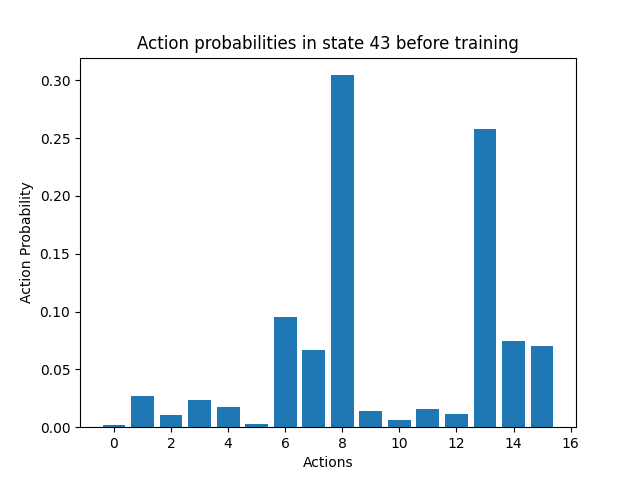 Action probabilities in state 43 before training
0.30
0.25
0.20
0.15
0.10
0.05
0.00
Action Probability
0 2 4 6 8 10 12 14 16
Actions